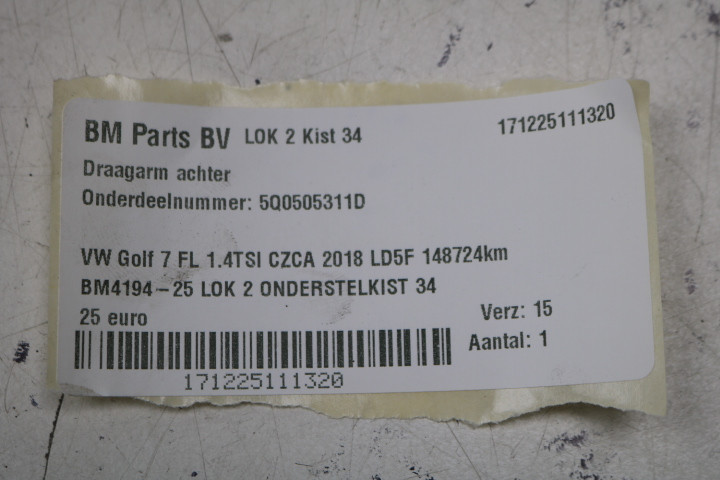 BM Parts BV LOK 2 Kist 34 171225111320
Draagarm achter
Onderdeelnummer: 5Q0505311D
VW Golf 7 FL 1.4TSI CZCA 2018 LD5F 148724km
BM4194-25 LOK 2 ONDERSTELKIST 34
25 euro Verz: 15
Aantal: 1
171225111320